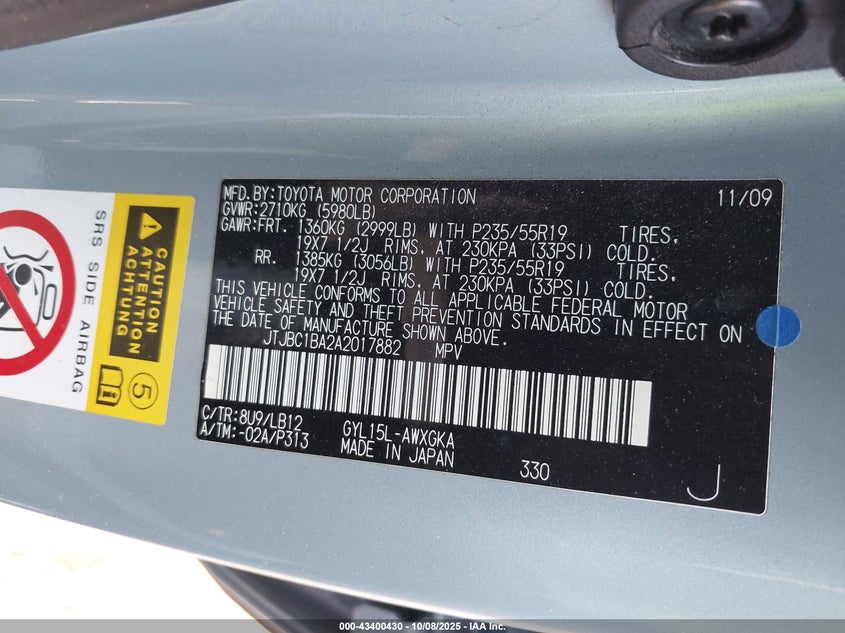 MFD.BY:TOYOTA MOTOR CORPORATION 11/09
GVWR:2710KG (5980LB)
GAWR:FRT. 1360KG (2999LB) WITH P235/55R19 TIRES,
19X7 1/2J RIMS, AT 230KPA (33PSI) COLD.
RR. 1385KG (3056LB) WITH P235/55R19 TIRES,
19X7 1/2J RIMS, AT 230KPA (33PSI) COLD.
THIS VEHICLE CONFORMS TO ALL APPLICABLE FEDERAL MOTOR
VEHICLE SAFETY AND THEFT PREVENTION STANDARDS IN EFFECT ON
THE DATE OF MANUFACTURE SHOWN ABOVE.
JTJBC1BA2A2017882 MPV
C/TR:8U9/LB12 GYL15L-AWXGKA
A/TM:-02A/P313 MADE IN JAPAN 330 J
SRS SIDE AIRBAG
CAUTION
ATTENTION
ACHTUNG
5
000-43400430 - 10/08/2025 - IAA Inc.